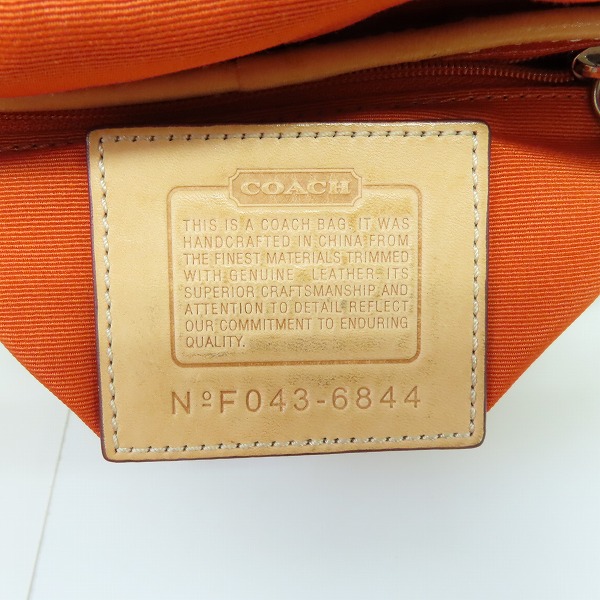 COACH
THIS IS A COACH BAG. IT WAS
HANDCRAFTED IN CHINA FROM
THE FINEST MATERIALS TRIMMED
WITH GENUINE LEATHER. ITS
SUPERIOR CRAFTSMANSHIP AND
ATTENTION TO DETAIL REFLECT
OUR COMMITMENT TO ENDURING
QUALITY.
Nº F043-6844